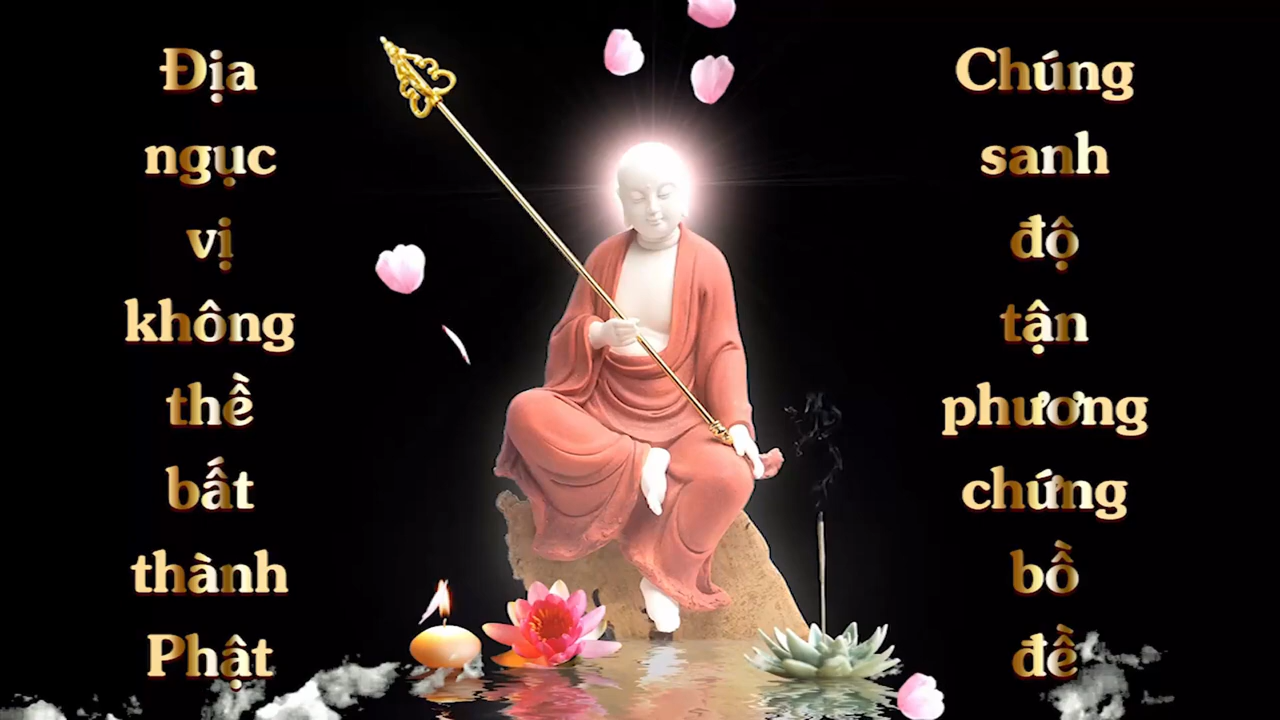 Địa
ngục
vị
không
thề
bất
thành
Phật
Chúng
sanh
độ
tận
phương
chứng
bồ
đề